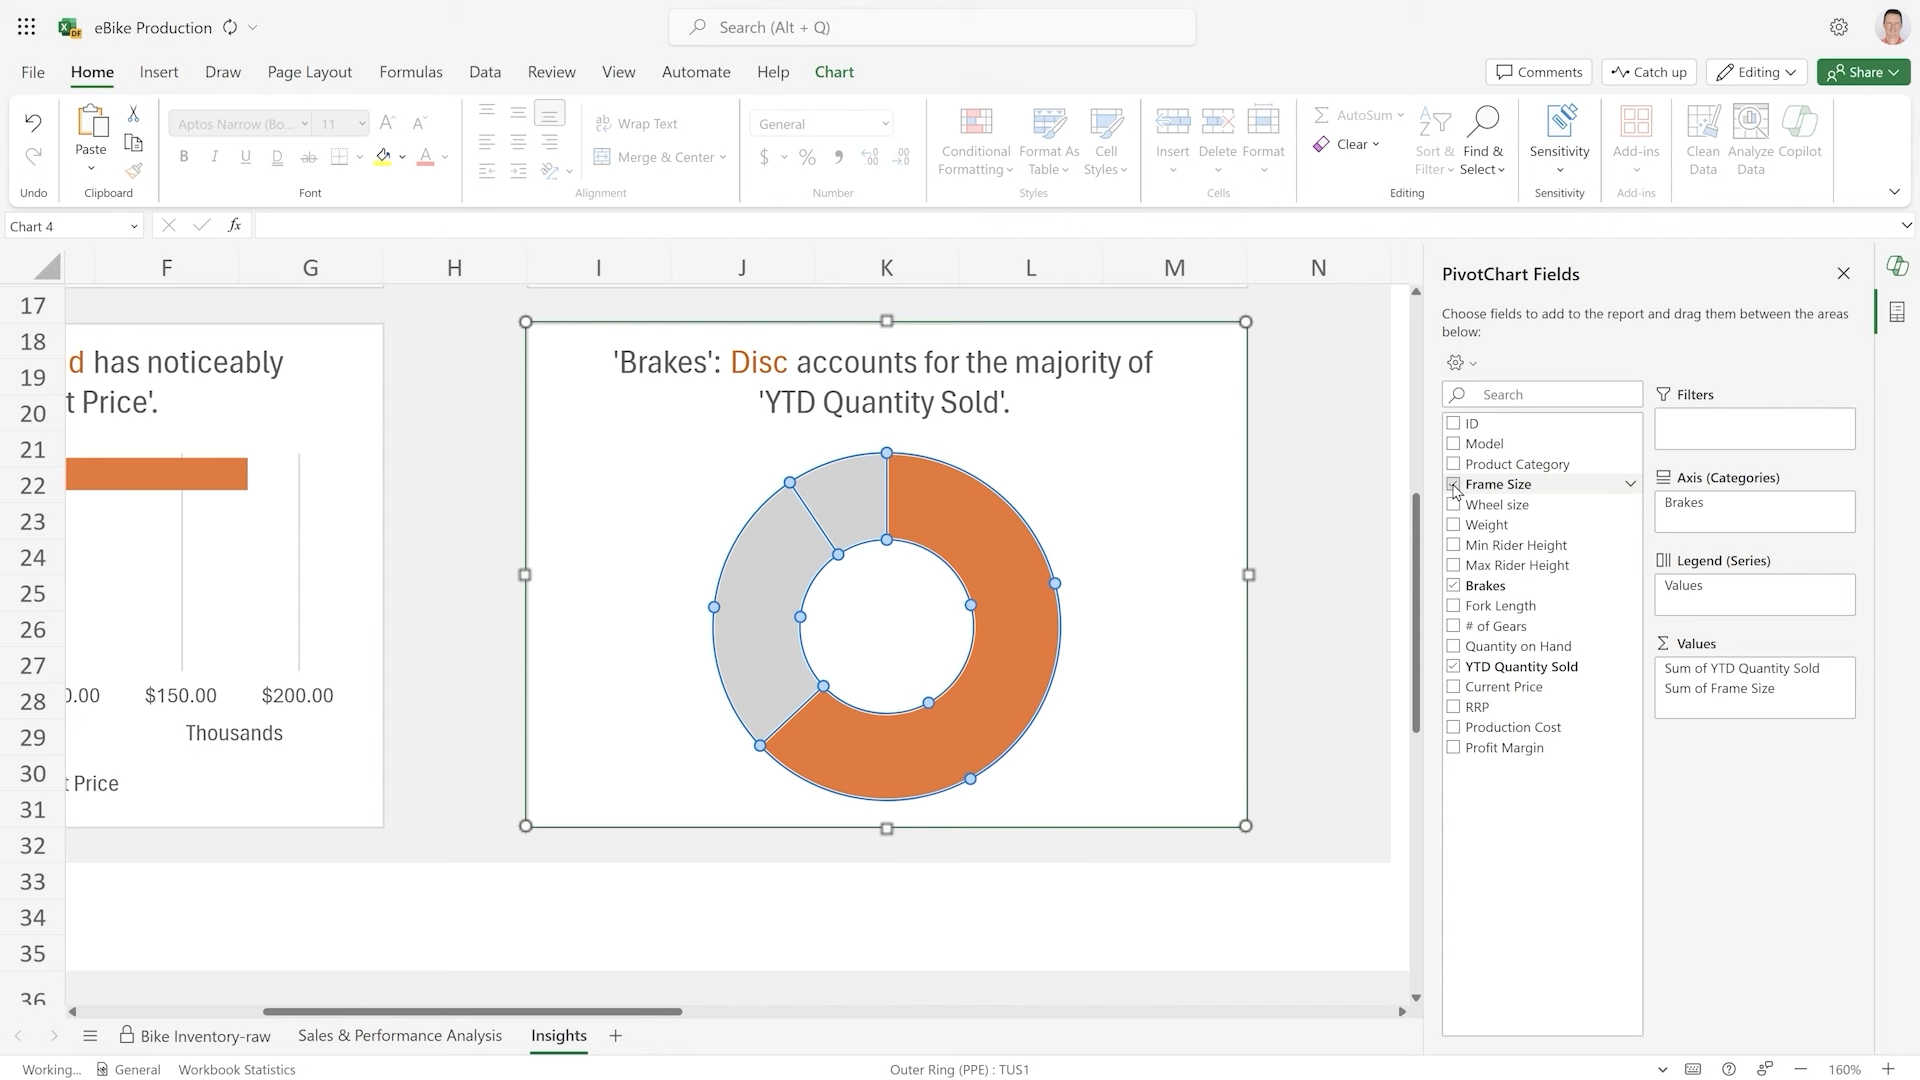 eBike Production
Search (Alt + Q)
File
Home
Insert
Draw
Page Layout
Formulas
Data
Review
View
Automate
Help
Chart
Comments
Catch up
Editing
Share
Undo
Paste
Clipboard
Aptos Narrow (Bo...
11
B
I
U
D
ab
A
Font
Wrap Text
Merge & Center
Alignment
General
$
%
Number
Conditional
Formatting
Format As
Table
Cell
Styles
Styles
Insert
Delete
Format
Cells
AutoSum
Clear
Sort &
Filter
Find &
Select
Editing
Sensitivity
Sensitivity
Add-ins
Add-ins
Clean
Data
Analyze
Data
Copilot
Chart 4
fx
F
G
H
I
J
K
L
M
N
17
18
19
20
21
22
23
24
25
26
27
28
29
30
31
32
33
34
35
36
d has noticeably
t Price'.
0.00
$150.00
$200.00
Thousands
t Price
'Brakes': Disc accounts for the majority of
'YTD Quantity Sold'.
PivotChart Fields
Choose fields to add to the report and drag them between the areas
below:
Search
ID
Model
Product Category
Frame Size
Wheel size
Weight
Min Rider Height
Max Rider Height
Brakes
Fork Length
# of Gears
Quantity on Hand
YTD Quantity Sold
Current Price
RRP
Production Cost
Profit Margin
Filters
Axis (Categories)
Brakes
Legend (Series)
Values
Σ Values
Sum of YTD Quantity Sold
Sum of Frame Size
Bike Inventory-raw
Sales & Performance Analysis
Insights
Working...
General
Workbook Statistics
Outer Ring (PPE) : TUS1
160%